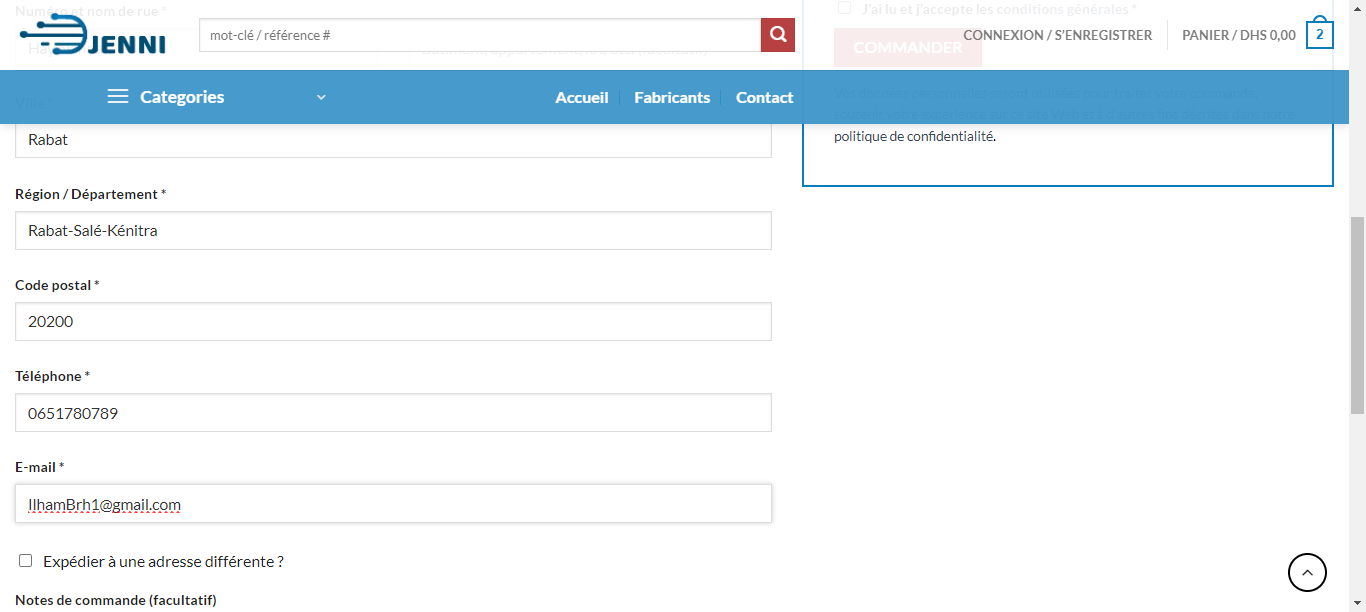 Numéro et nom de rue *
J'ai lu et j'accepte les conditions générales *
JENNI
mot-clé / référence #
COMMANDER
CONNEXION / S'ENREGISTRER
PANIER / DHS 0,00
2
Categories
Accueil
Fabricants
Contact
Ville *
politique de confidentialité.
Rabat
Région / Département *
Rabat-Salé-Kénitra
Code postal *
20200
Téléphone *
0651780789
E-mail *
IlhamBrh1@gmail.com
Expédier à une adresse différente ?
Notes de commande (facultatif)